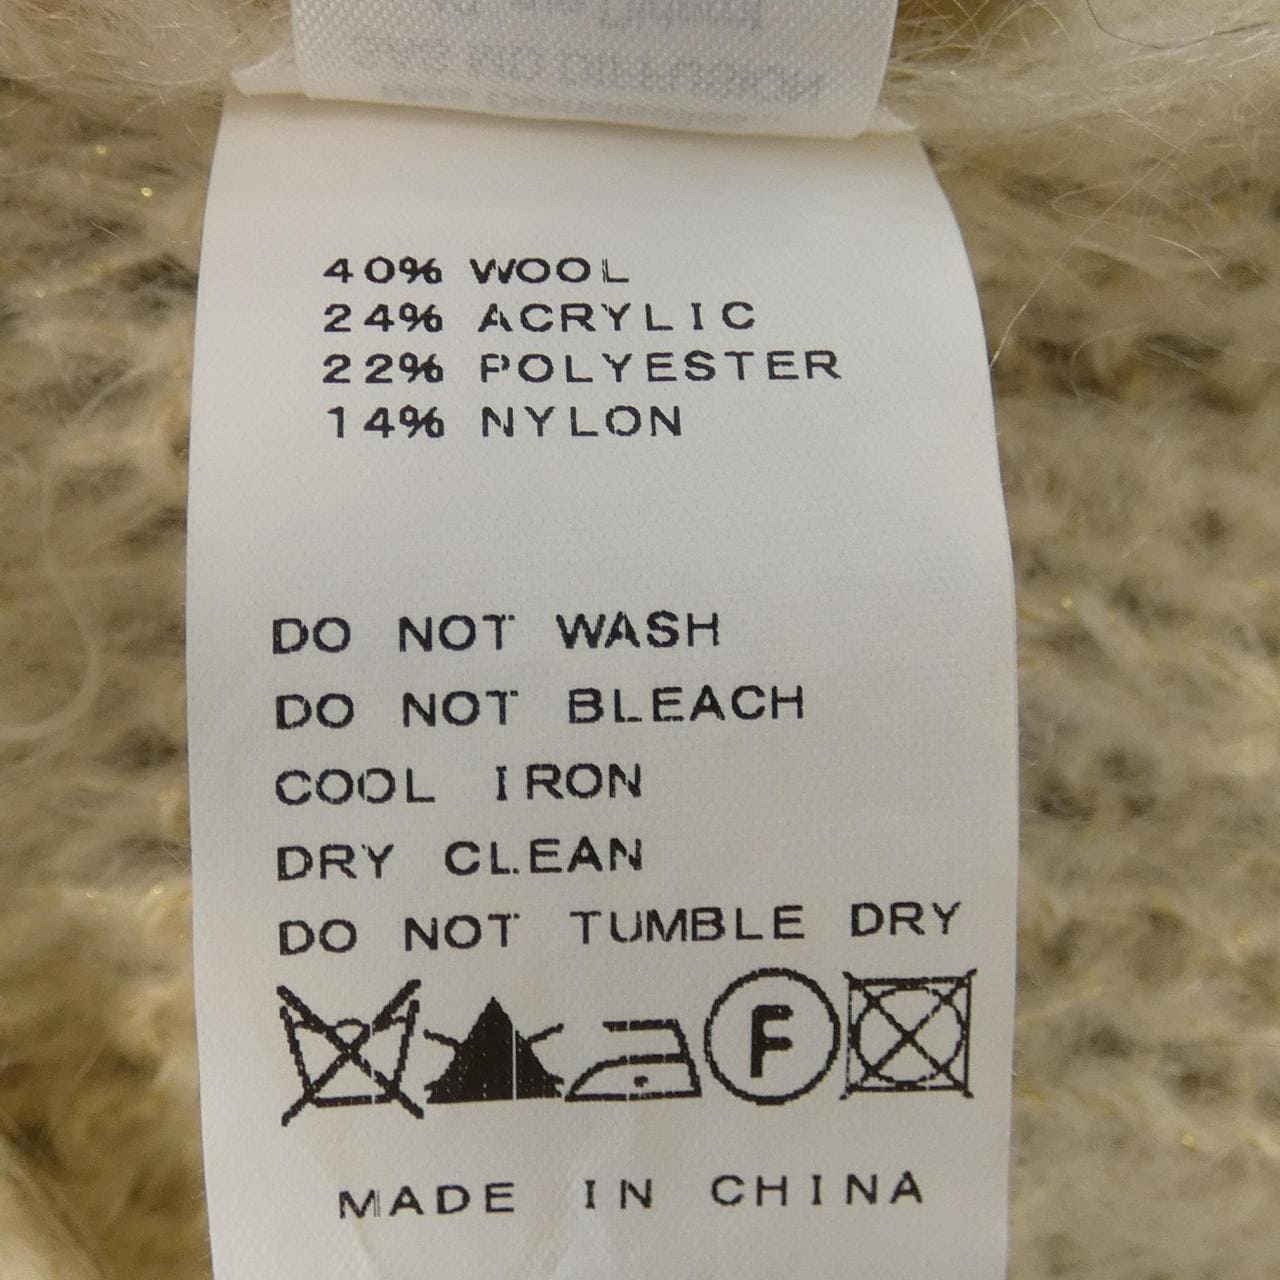 40% WOOL
24% ACRYLIC
22% POLYESTER
14% NYLON
DO NOT WASH
DO NOT BLEACH
COOL IRON
DRY CLEAN
DO NOT TUMBLE DRY
F
MADE IN CHINA